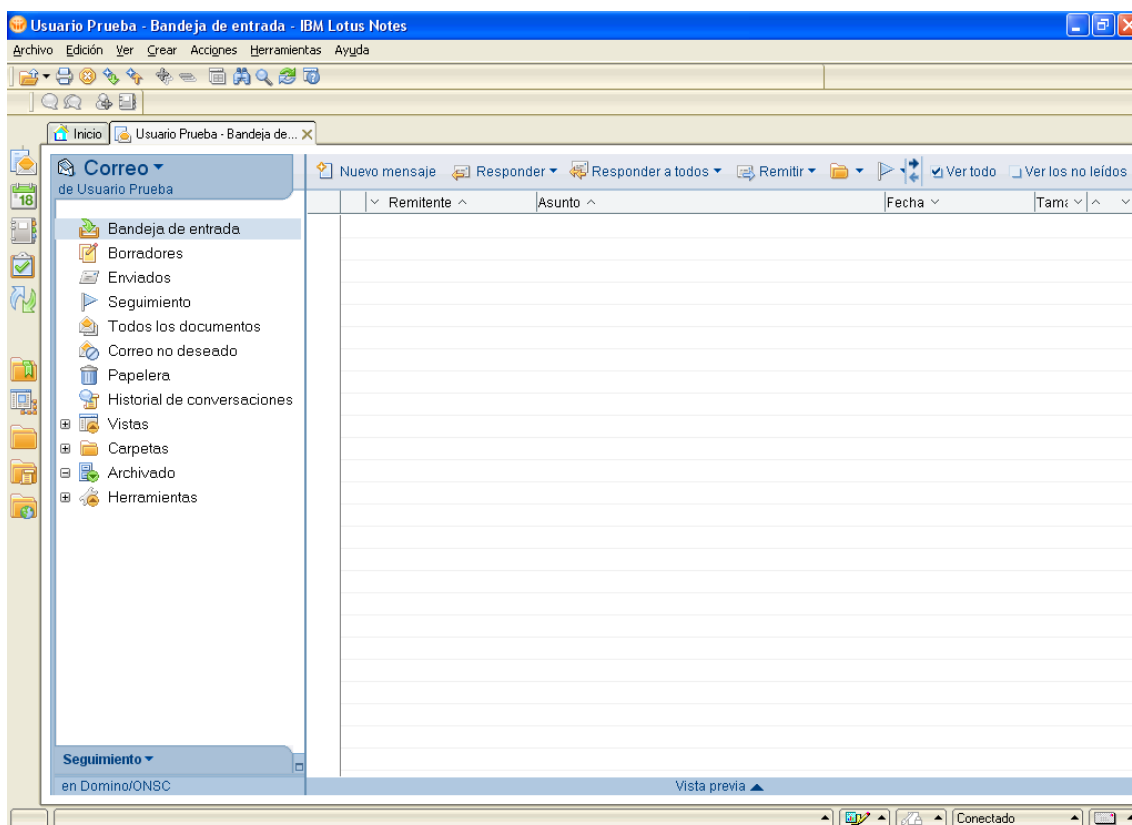 Usuario Prueba - Bandeja de entrada - IBM Lotus Notes
Archivo Edición Ver Crear Acciones Herramientas Ayuda
Inicio Usuario Prueba - Bandeja de...
Correo
de Usuario Prueba
Nuevo mensaje Responder Responder a todos Remitir Ver todo Ver los no leídos
Remitente Asunto Fecha Tama
18
Bandeja de entrada
Borradores
Enviados
Seguimiento
Todos los documentos
Correo no deseado
Papelera
Historial de conversaciones
Vistas
Carpetas
Archivado
Herramientas
Seguimiento
en Domino/ONSC
Vista previa
Conectado